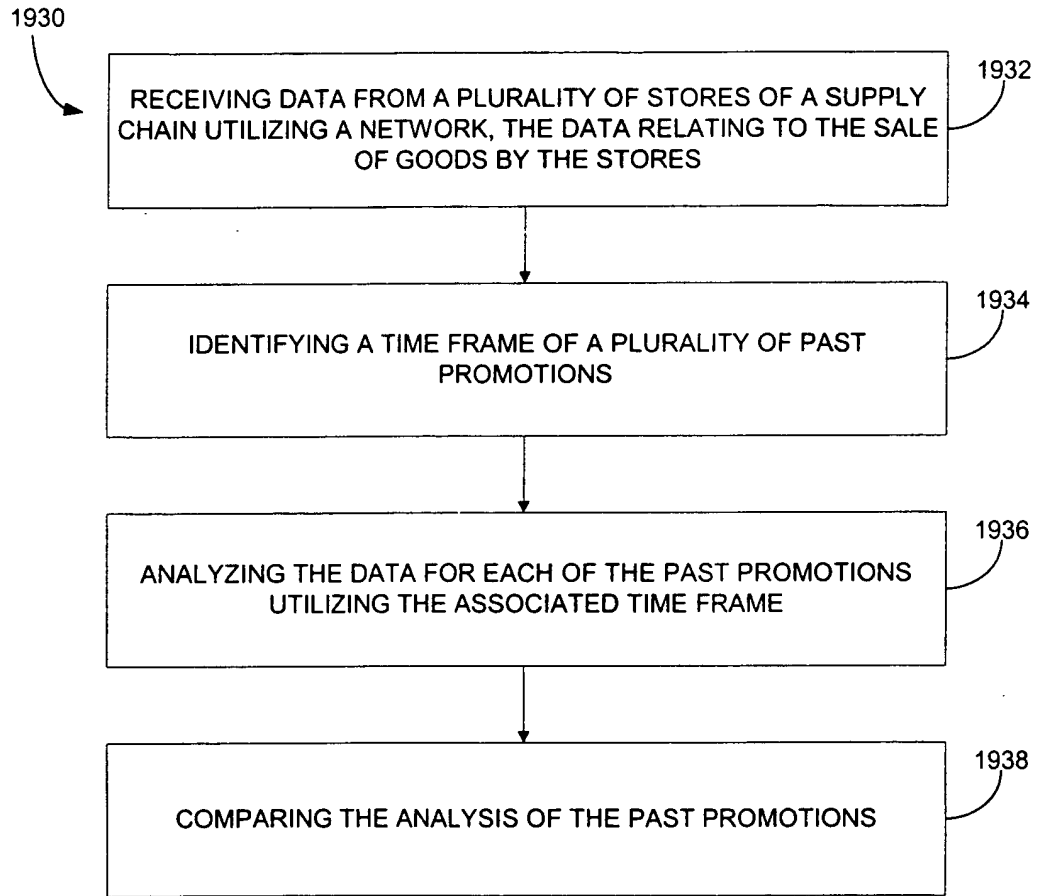 1930
1932
RECEIVING DATA FROM A PLURALITY OF STORES OF A SUPPLY
CHAIN UTILIZING A NETWORK, THE DATA RELATING TO THE SALE
OF GOODS BY THE STORES
1934
IDENTIFYING A TIME FRAME OF A PLURALITY OF PAST
PROMOTIONS
1936
ANALYZING THE DATA FOR EACH OF THE PAST PROMOTIONS
UTILIZING THE ASSOCIATED TIME FRAME
1938
COMPARING THE ANALYSIS OF THE PAST PROMOTIONS